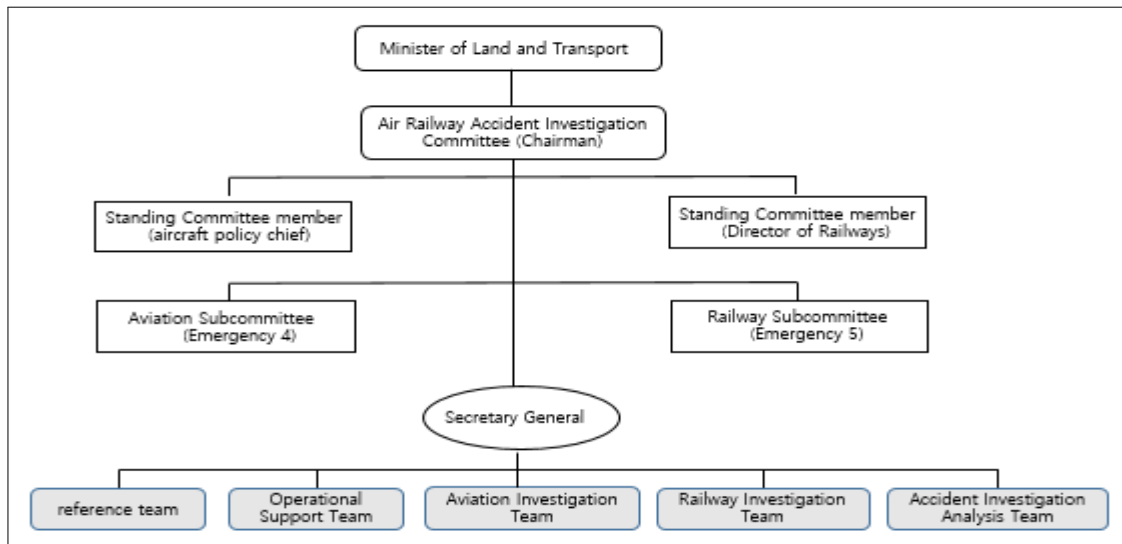 Minister of Land and Transport
Air Railway Accident Investigation
Committee (Chairman)
Standing Committee member
(aircraft policy chief)
Standing Committee member
(Director of Railways)
Aviation Subcommittee
(Emergency 4)
Railway Subcommittee
(Emergency 5)
Secretary General
reference team
Operational
Support Team
Aviation Investigation
Team
Railway Investigation
Team
Accident Investigation
Analysis Team